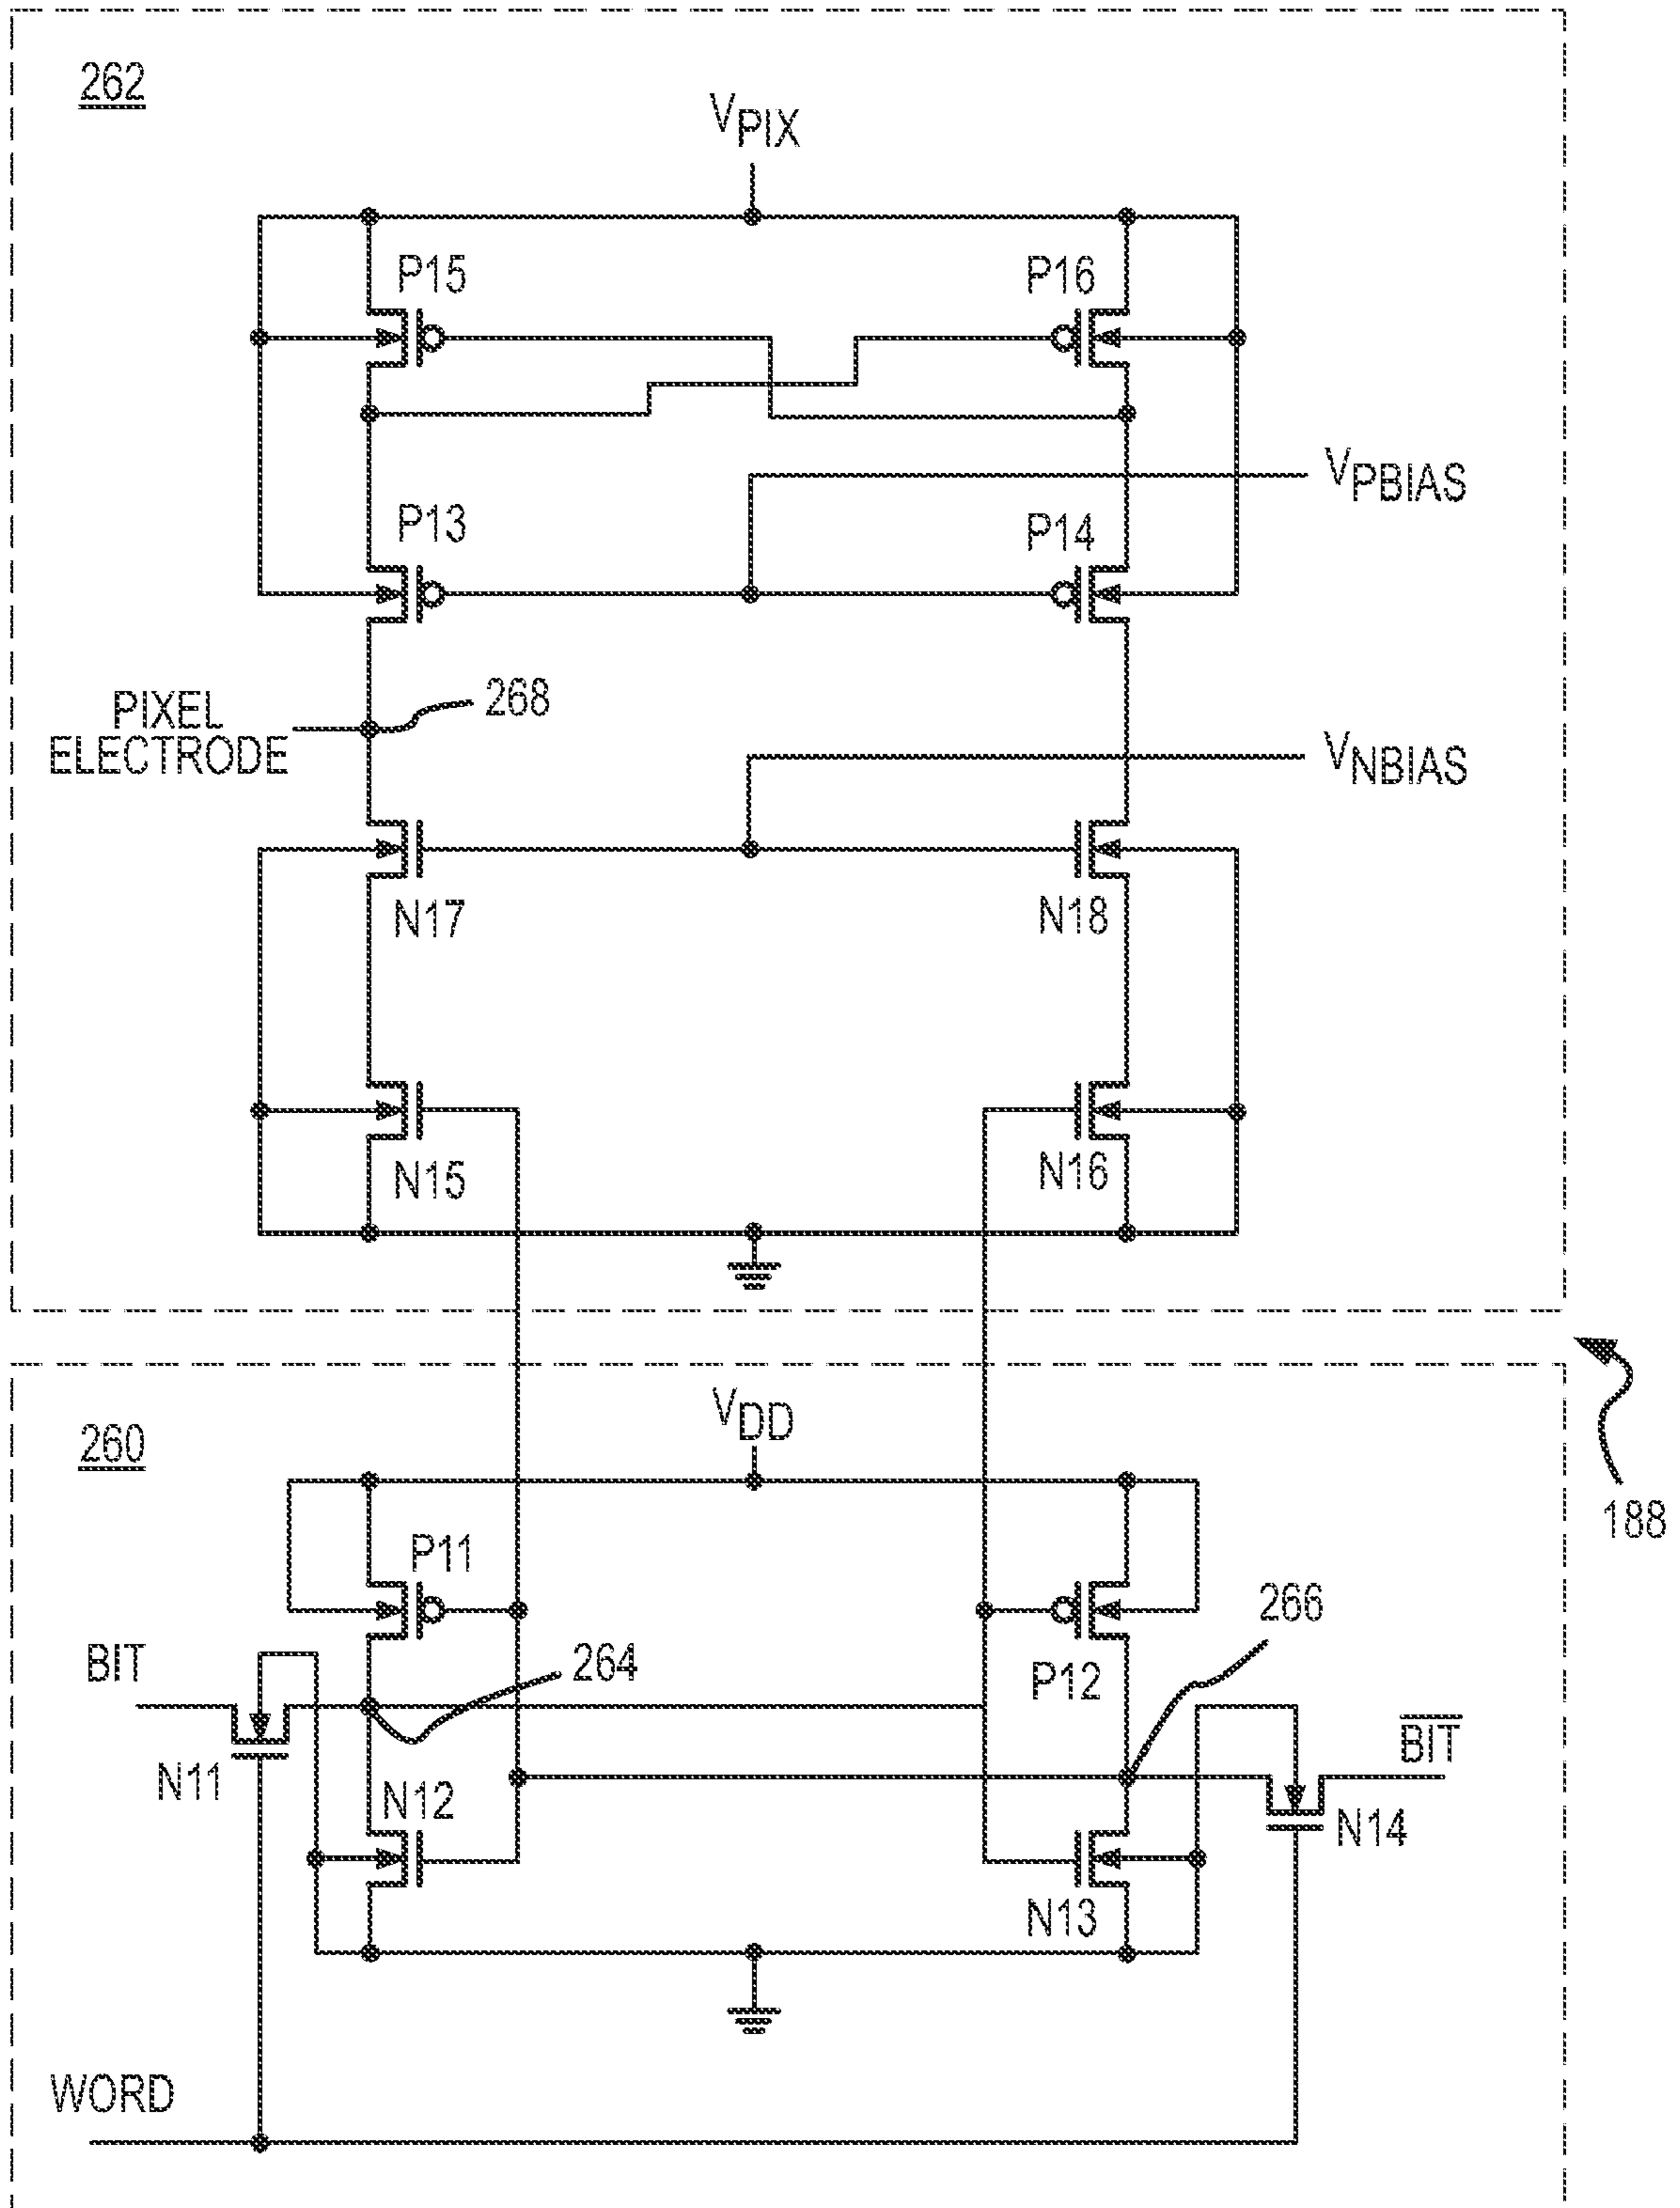 262
VPIX
P15
P16
VPBIAS
P13
P14
PIXEL
ELECTRODE
268
VNBIAS
N17
N18
N15
N16
188
260
VDD
P11
266
BIT
264
P12
BIT
N11
N12
N14
N13
WORD